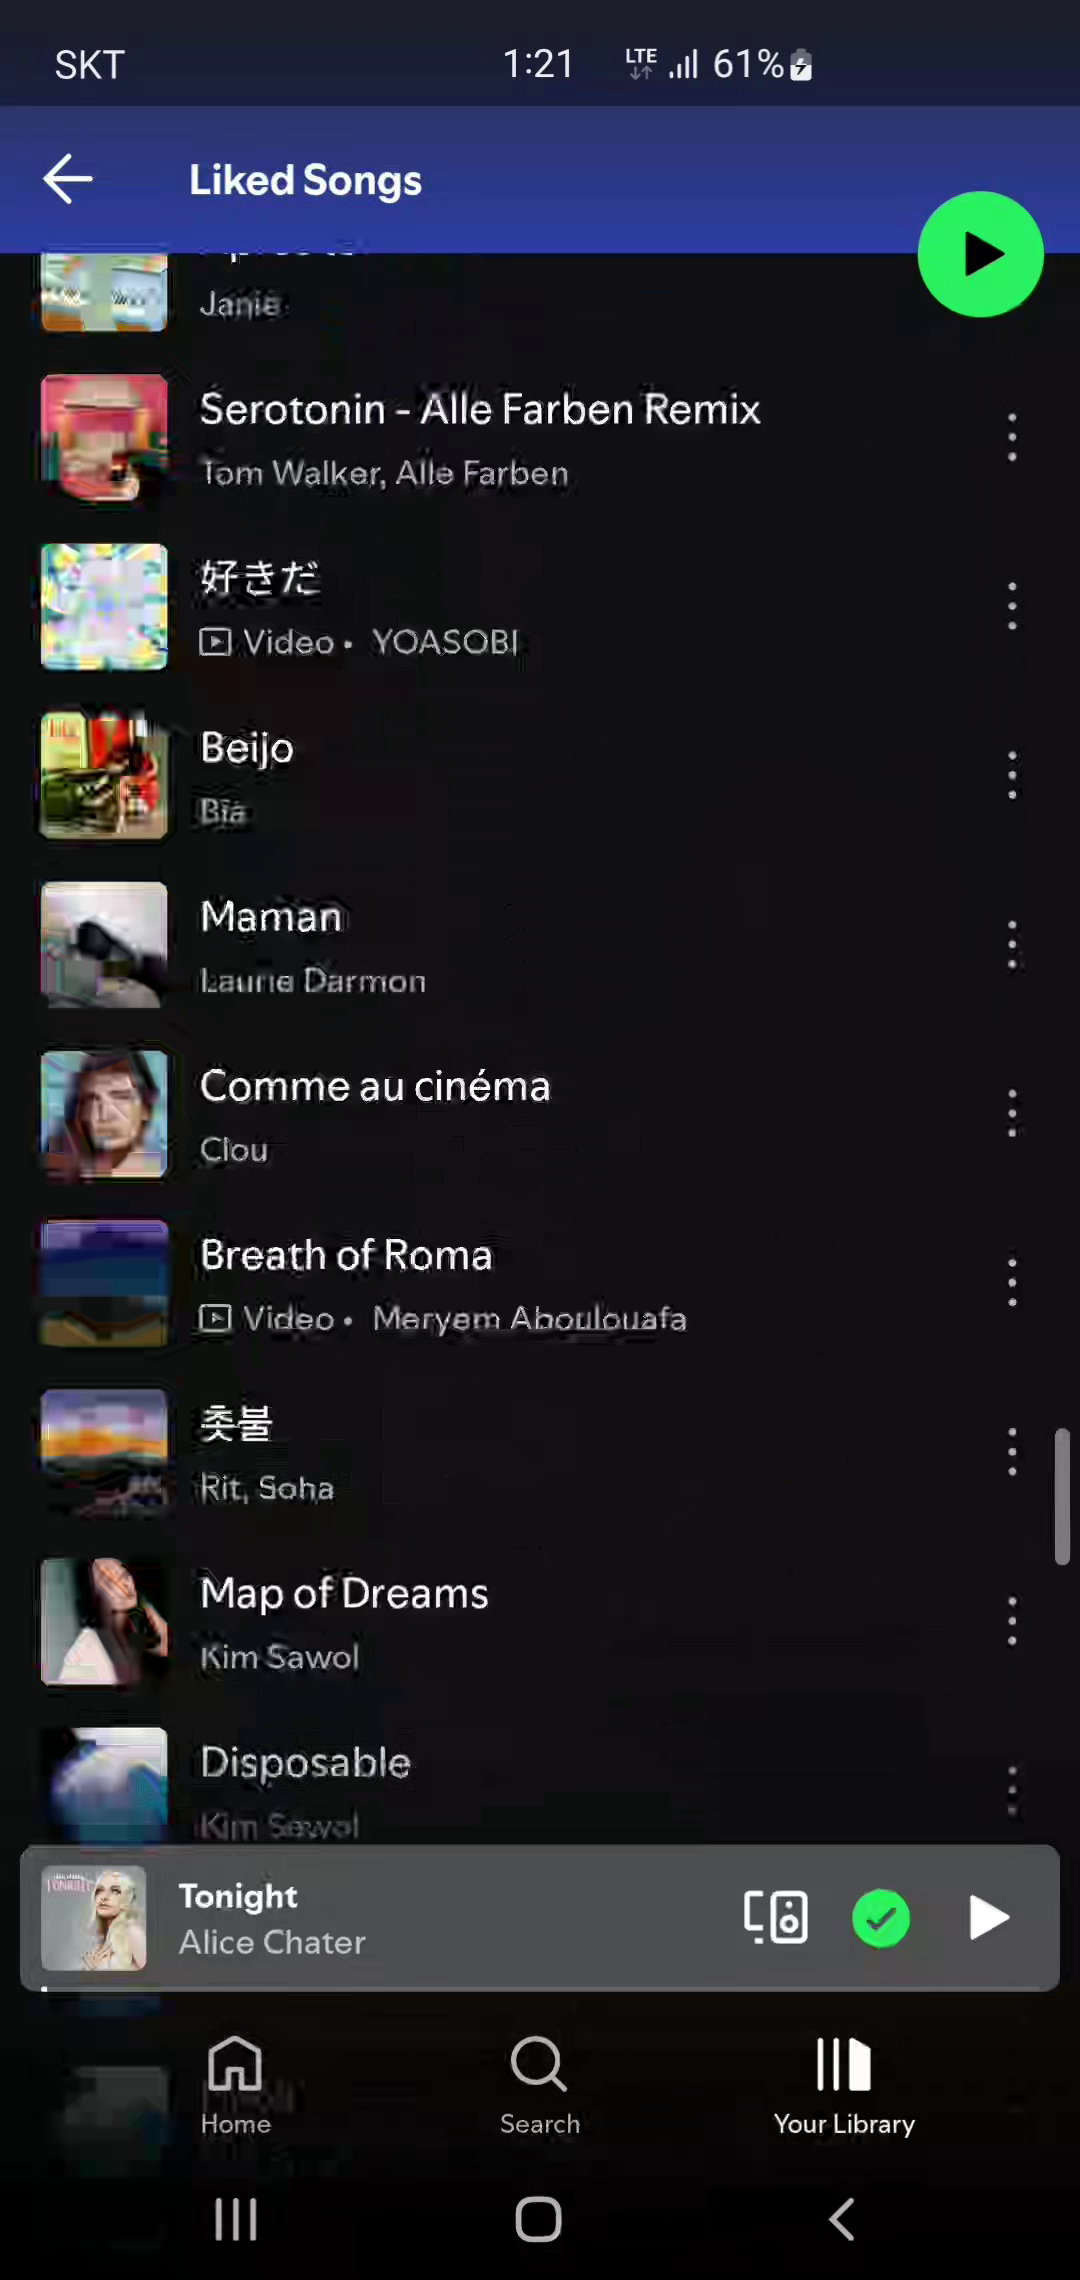 SKT 1:21 LTE 61%
Liked Songs
Janie
Serotonin - Alle Farben Remix
Tom Walker, Alle Farben
好きだ
Video • YOASOBI
Beijo
Bia
Maman
Laurie Darmon
Comme au cinéma
Clou
Breath of Roma
Video • Meryem Aboulouafa
촛불
Rit, Soha
Map of Dreams
Kim Sawol
Disposable
Kim Sawol
TONIGHT
Tonight
Alice Chater
Home
Search
Your Library